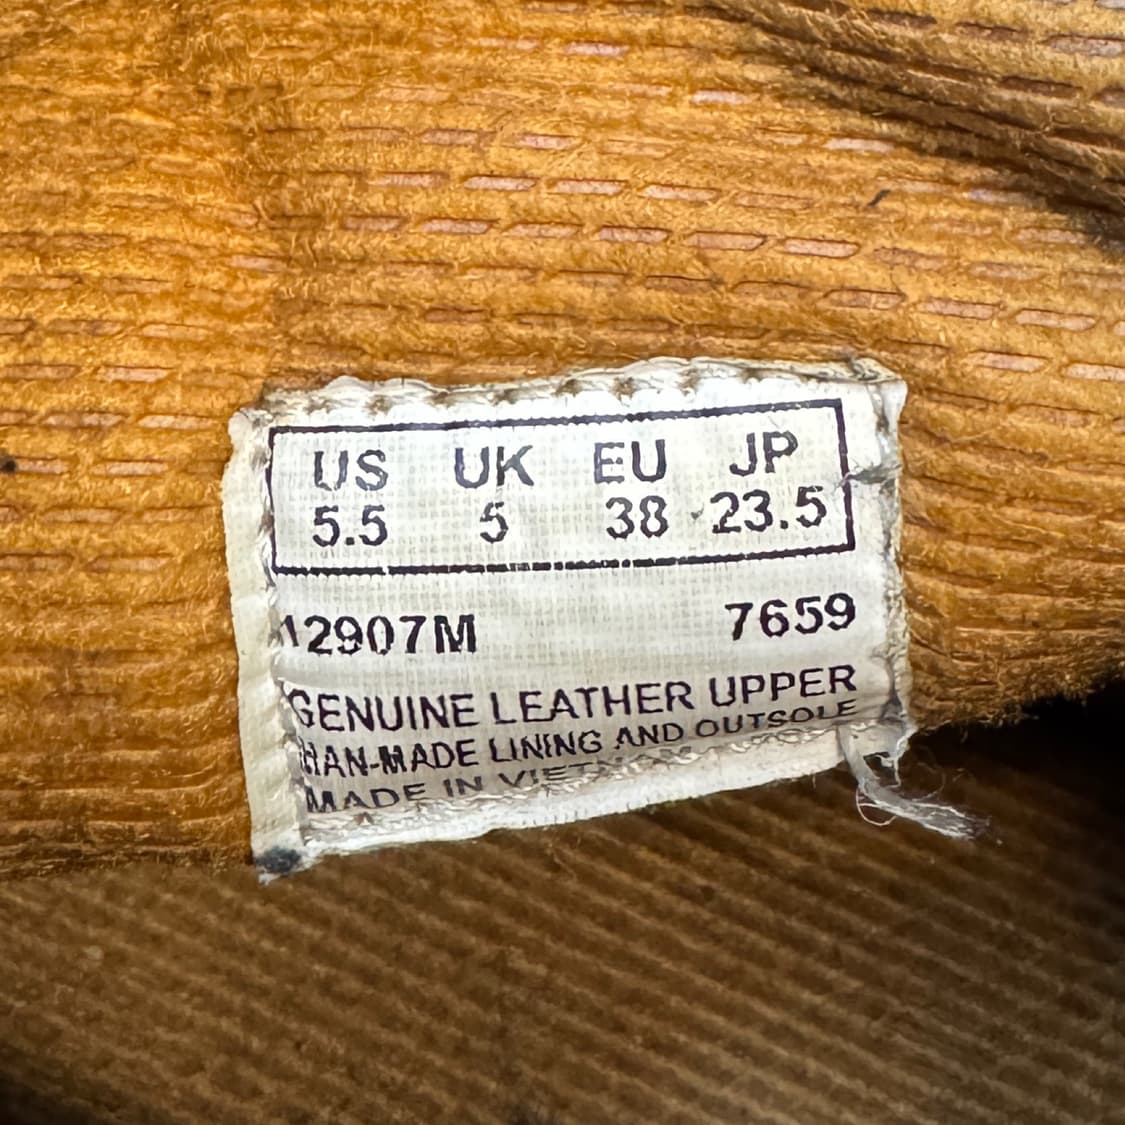 US UK EU JP
5.5 5 38 23.5
12907M 7659
GENUINE LEATHER UPPER
MAN-MADE LINING AND OUTSOLE
MADE IN VIETNAM